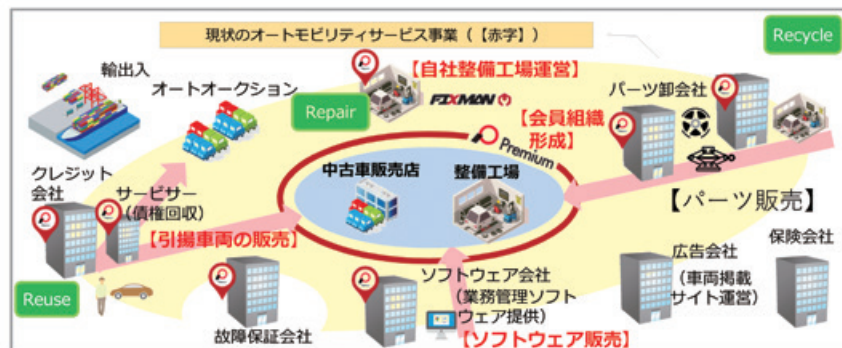 現状のオートモビリティサービス事業（【赤字】）
Recycle
輸出入
オートオークション
Repair
【自社整備工場運営】
FIXMAN
【会員組織
形成】
パーツ卸会社
Premium
クレジット
会社
サービサー
（債権回収）
【引揚車両の販売】
中古車販売店
整備工場
【パーツ販売】
Reuse
故障保証会社
ソフトウェア会社
（業務管理ソフト
ウェア提供）
【ソフトウェア販売】
広告会社
（車両掲載
サイト運営）
保険会社